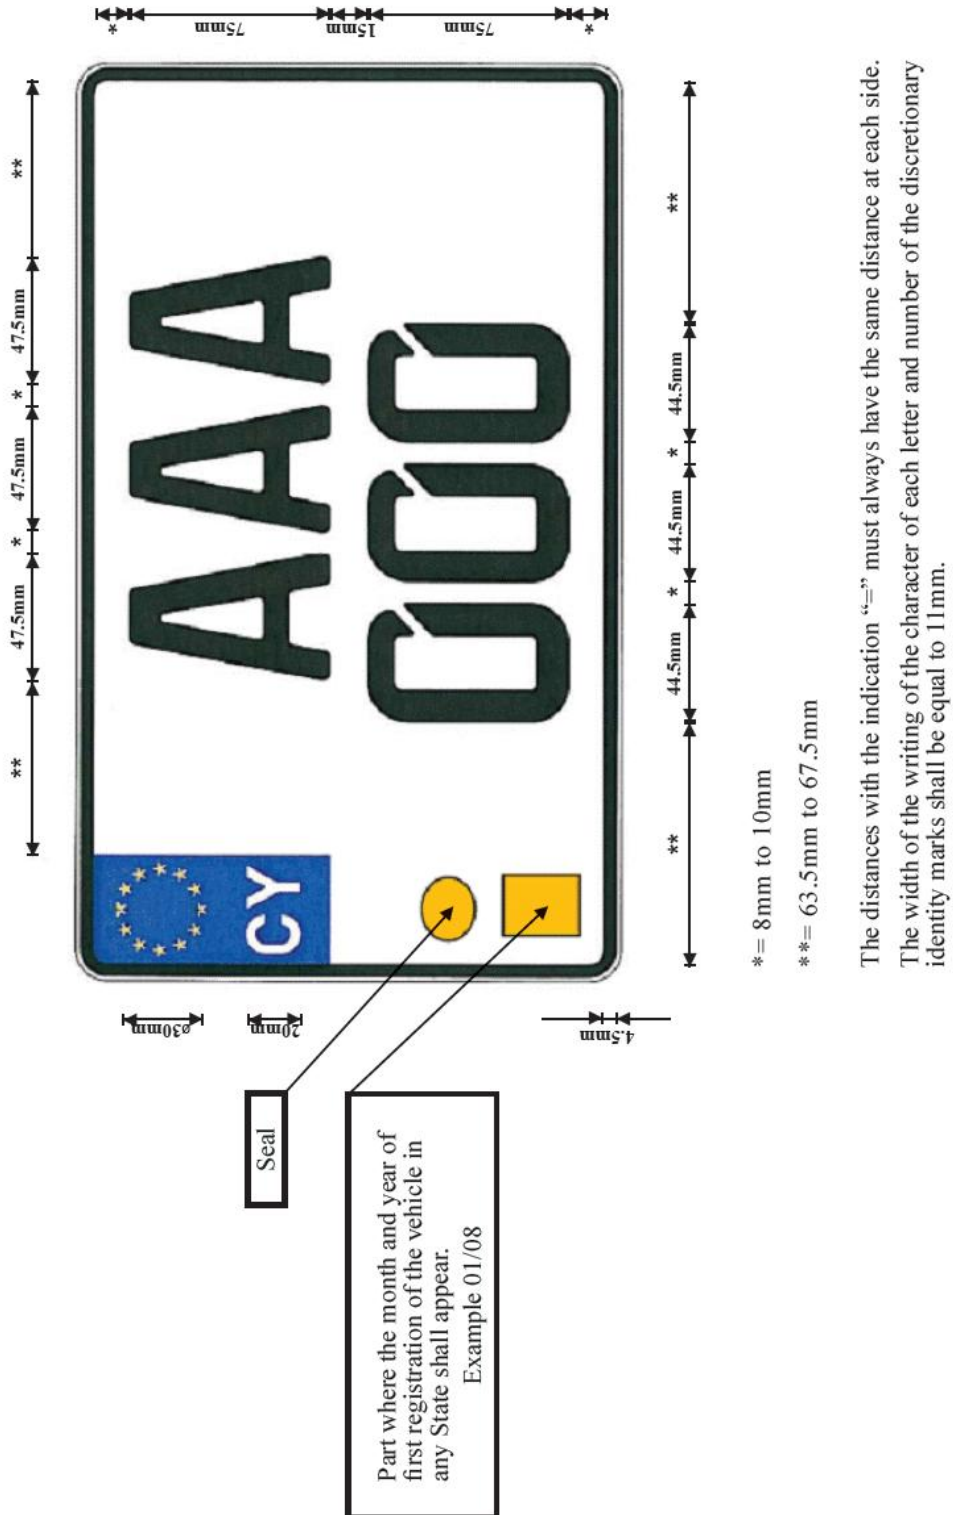 ** 47.5mm * 47.5mm * 47.5mm **
*
75mm
15mm
75mm
*
ø30mm
20mm
4.5mm
CY
AAA
000
Seal
Part where the month and year of
first registration of the vehicle in
any State shall appear.
Example 01/08
** 44.5mm * 44.5mm * 44.5mm **
*= 8mm to 10mm
**= 63.5mm to 67.5mm
The distances with the indication “=” must always have the same distance at each side.
The width of the writing of the character of each letter and number of the discretionary
identity marks shall be equal to 11mm.